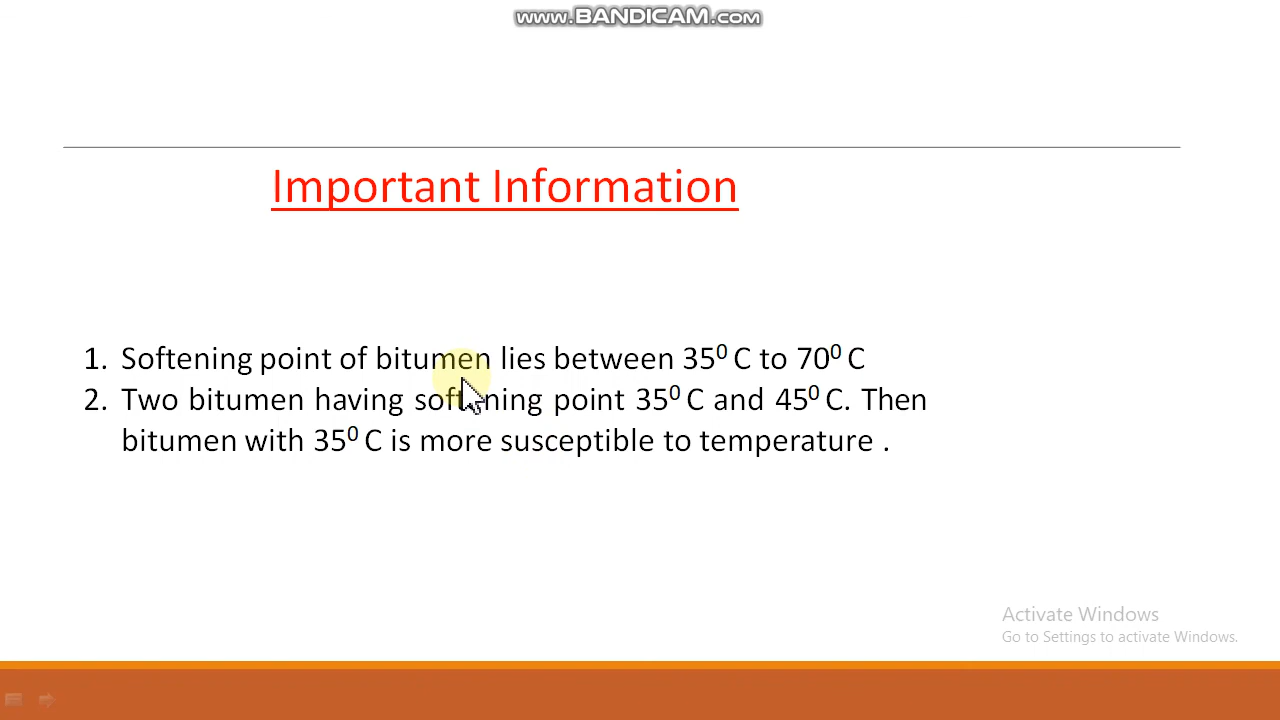 www.BANDICAM.com
Important Information
1. Softening point of bitumen lies between 35⁰ C to 70⁰ C
2. Two bitumen having softening point 35⁰ C and 45⁰ C. Then
bitumen with 35⁰ C is more susceptible to temperature .
Activate Windows
Go to Settings to activate Windows.